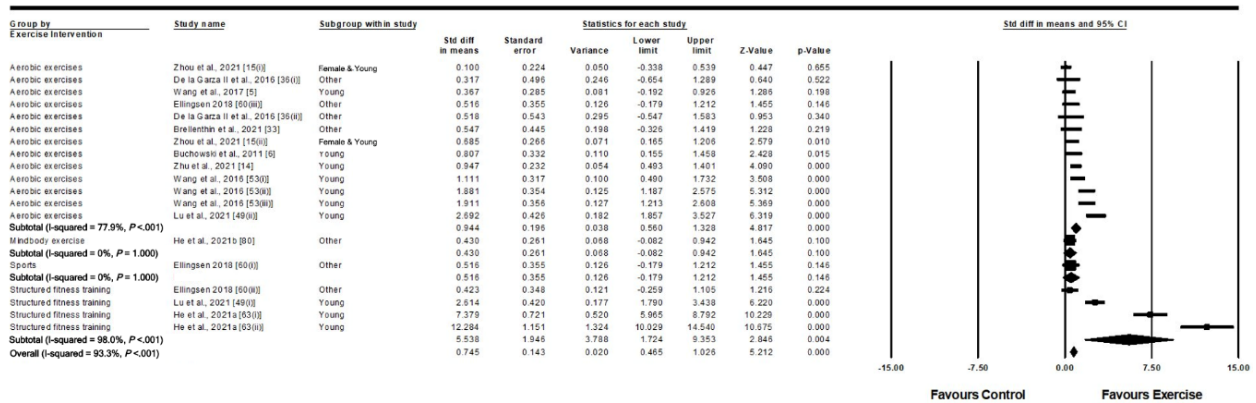 Group by Study name Subgroup within study Statistics for each study Std diff in means and 95% CI
Exercise Intervention
Std diff Standard Lower Upper
in means error Variance limit limit Z-Value p-Value
Aerobic exercises Zhou et al., 2021 [15(i)] Female & Young 0.100 0.224 0.050 -0.338 0.539 0.447 0.655
Aerobic exercises De la Garza II et al., 2016 [36(i)] Other 0.317 0.496 0.246 -0.654 1.289 0.640 0.522
Aerobic exercises Wang et al., 2017 [5] Young 0.367 0.285 0.081 -0.192 0.926 1.286 0.198
Aerobic exercises Ellingsen 2018 [60(iii)] Other 0.516 0.355 0.126 -0.179 1.212 1.455 0.146
Aerobic exercises De la Garza II et al., 2016 [36(ii)] Other 0.518 0.543 0.295 -0.547 1.583 0.953 0.340
Aerobic exercises Brellenthin et al., 2021 [33] Other 0.547 0.445 0.198 -0.326 1.419 1.228 0.219
Aerobic exercises Zhou et al., 2021 [15(ii)] Female & Young 0.685 0.266 0.071 0.165 1.206 2.579 0.010
Aerobic exercises Buchowski et al., 2011 [6] Young 0.807 0.332 0.110 0.155 1.458 2.428 0.015
Aerobic exercises Zhu et al., 2021 [14] Young 0.947 0.232 0.054 0.493 1.401 4.090 0.000
Aerobic exercises Wang et al., 2016 [53(i)] Young 1.111 0.317 0.100 0.490 1.732 3.508 0.000
Aerobic exercises Wang et al., 2016 [53(ii)] Young 1.881 0.354 0.125 1.187 2.575 5.312 0.000
Aerobic exercises Wang et al., 2016 [53(iii)] Young 1.911 0.356 0.127 1.213 2.608 5.369 0.000
Aerobic exercises Lu et al., 2021 [49(ii)] Young 2.692 0.426 0.182 1.857 3.527 6.319 0.000
Subtotal (I-squared = 77.9%, P <.001) 0.944 0.196 0.038 0.560 1.328 4.817 0.000
Mindbody exercise He et al., 2021b [80] Other 0.430 0.261 0.068 -0.082 0.942 1.645 0.100
Subtotal (I-squared = 0%, P = 1.000) 0.430 0.261 0.068 -0.082 0.942 1.645 0.100
Sports Ellingsen 2018 [60(i)] Other 0.516 0.355 0.126 -0.179 1.212 1.455 0.146
Subtotal (I-squared = 0%, P = 1.000) 0.516 0.355 0.126 -0.179 1.212 1.455 0.146
Structured fitness training Ellingsen 2018 [60(ii)] Other 0.423 0.348 0.121 -0.259 1.105 1.216 0.224
Structured fitness training Lu et al., 2021 [49(i)] Young 2.614 0.420 0.177 1.790 3.438 6.220 0.000
Structured fitness training He et al., 2021a [63(i)] Young 7.379 0.721 0.520 5.965 8.792 10.229 0.000
Structured fitness training He et al., 2021a [63(ii)] Young 12.284 1.151 1.324 10.029 14.540 10.675 0.000
Subtotal (I-squared = 98.0%, P <.001) 5.538 1.946 3.788 1.724 9.353 2.846 0.004
Overall (I-squared = 93.3%, P <.001) 0.745 0.143 0.020 0.465 1.026 5.212 0.000
-15.00 -7.50 0.00 7.50 15.00
Favours Control Favours Exercise